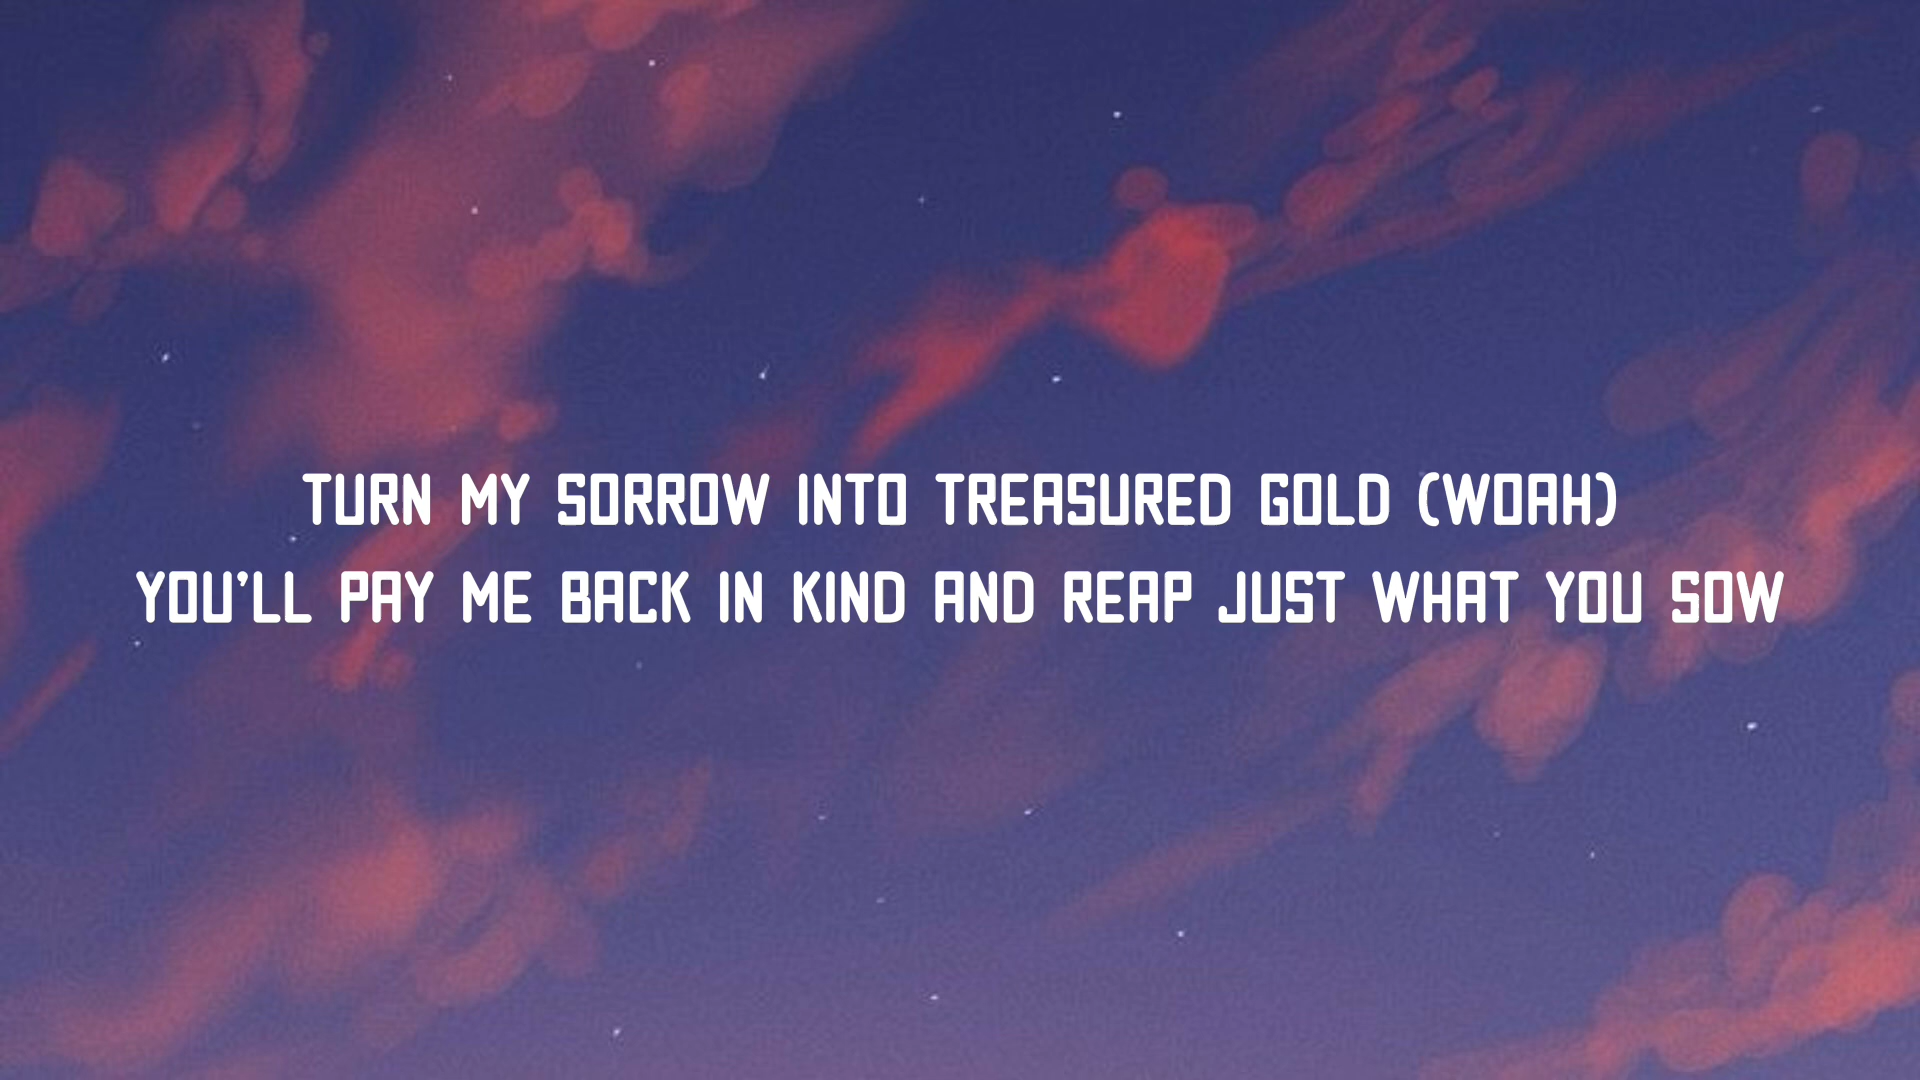 TURN MY SORROW INTO TREASURED GOLD (WOAH)
YOU'LL PAY ME BACK IN KIND AND REAP JUST WHAT YOU SOW